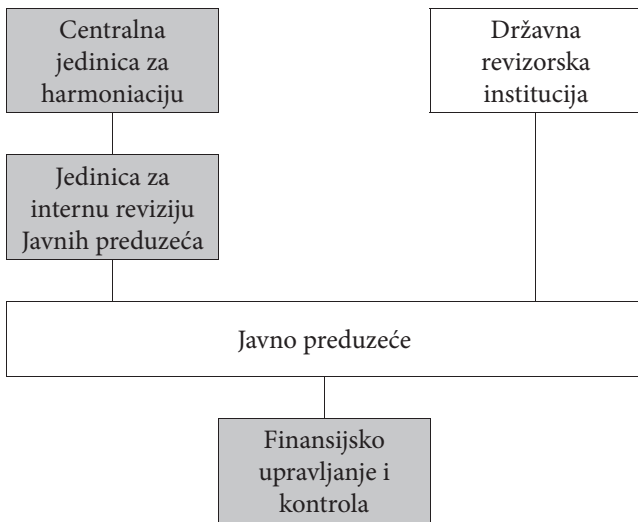 Centralna
jedinica za
harmoniaciju
Državna
revizorska
institucija
Jedinica za
internu reviziju
Javnih preduzeća
Javno preduzeće
Finansijsko
upravljanje i
kontrola